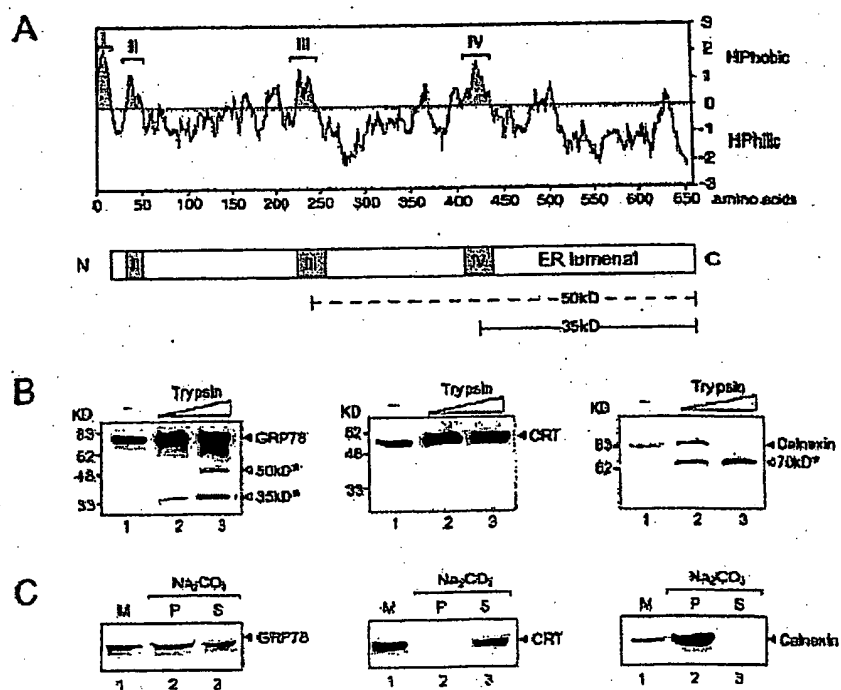 A
I II III IV
3
2
1
0
-1
-2
-3
HPhobic
HPhilic
0 50 100 150 200 250 300 350 400 450 500 550 600 650 amino acids
N II III IV ER lumenal C
50kD
35kD
B
KD - Trypsin
83
62
48
33
GRP78
50kD*
35kD*
1 2 3
KD - Trypsin
62
48
33
CRT
1 2 3
KD - Trypsin
83
62
Calnexin
70kD*
1 2 3
C
Na₂CO₃
M P S
GRP78
1 2 3
Na₂CO₃
M P S
CRT
1 2 3
Na₂CO₃
M P S
Calnexin
1 2 3